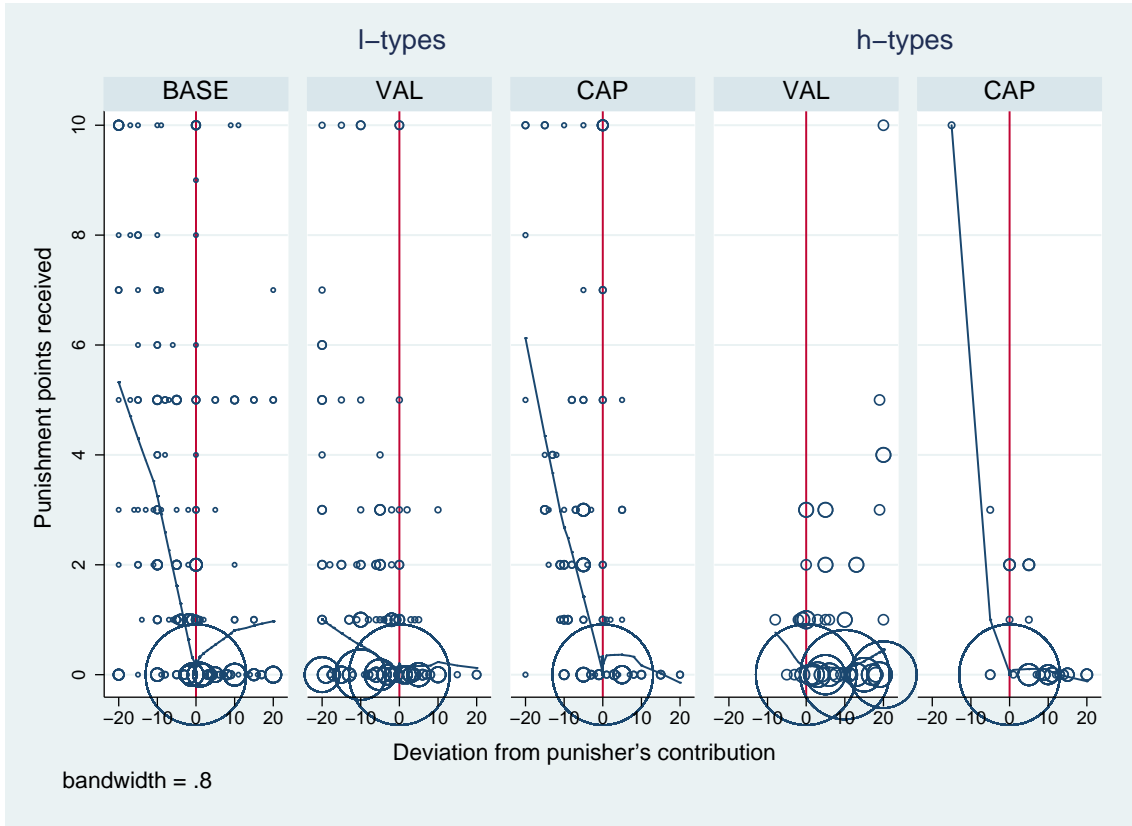 l−types h−types
BASE VAL CAP VAL CAP
Punishment points received
10
8
6
4
2
0
−20 −10 0 10 20 −20 −10 0 10 20 −20 −10 0 10 20 −20 −10 0 10 20 −20 −10 0 10 20
Deviation from punisher's contribution
bandwidth = .8